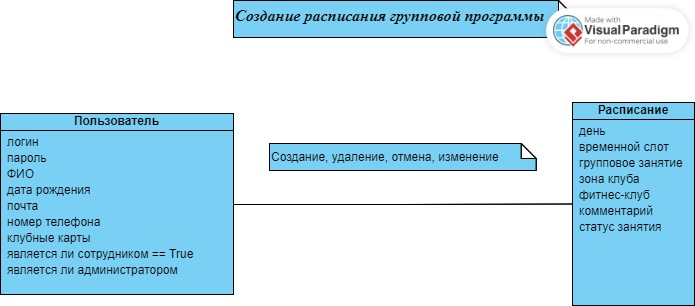 Создание расписания групповой программы
Made with
Visual Paradigm
For non-commercial use
Пользователь
логин
пароль
ФИО
дата рождения
почта
номер телефона
клубные карты
является ли сотрудником == True
является ли администратором
Создание, удаление, отмена, изменение
Расписание
день
временной слот
групповое занятие
зона клуба
фитнес-клуб
комментарий
статус занятия